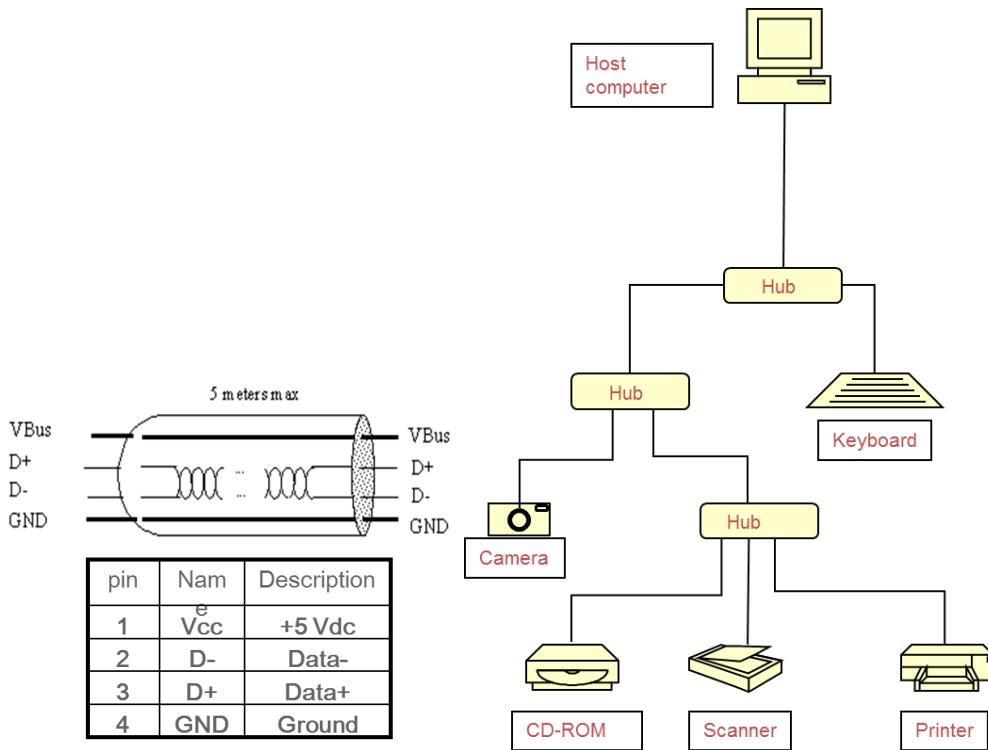 Host
computer
Hub
Hub
Keyboard
Hub
Camera
CD-ROM
Scanner
Printer
5 meters max
VBus
D+
D-
GND
VBus
D+
D-
GND
... ...
pin Nam Description
e
1 Vcc +5 Vdc
2 D- Data-
3 D+ Data+
4 GND Ground